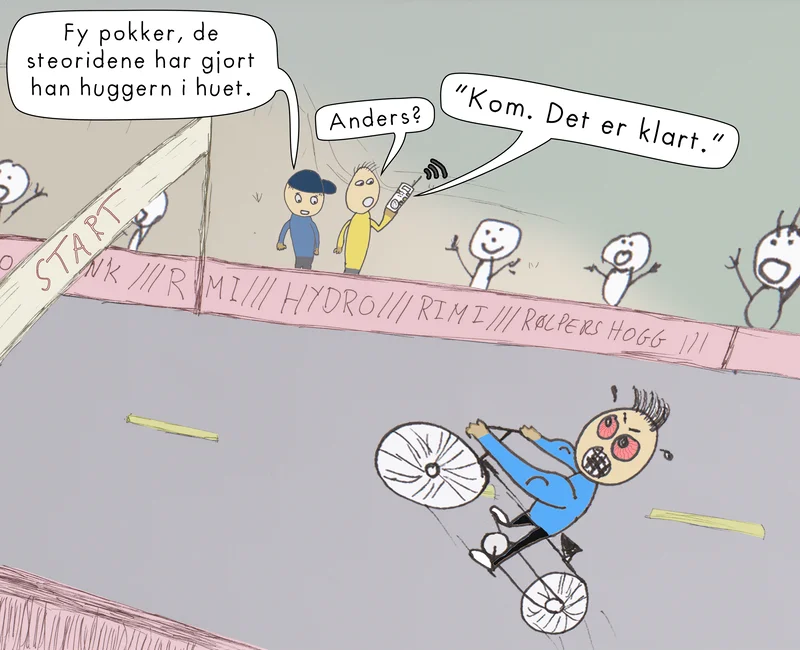 Fy pokker, de
steoridene har gjort
han huggern i huet.
Anders?
"Kom. Det er klart."
START
O NK /// RIMI /// HYDRO /// RIMI /// RØLPERS HOGG ///